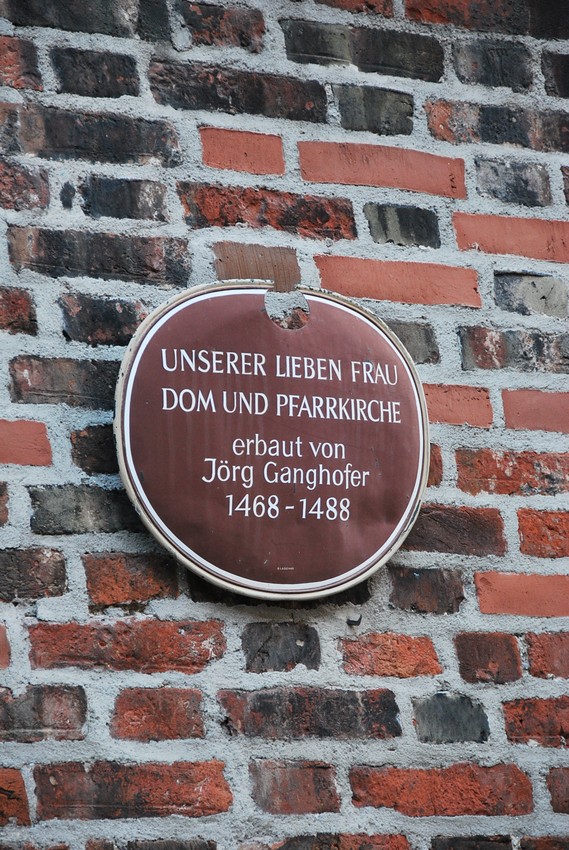 UNSERER LIEBEN FRAU
DOM UND PFARRKIRCHE
erbaut von
Jörg Ganghofer
1468 - 1488